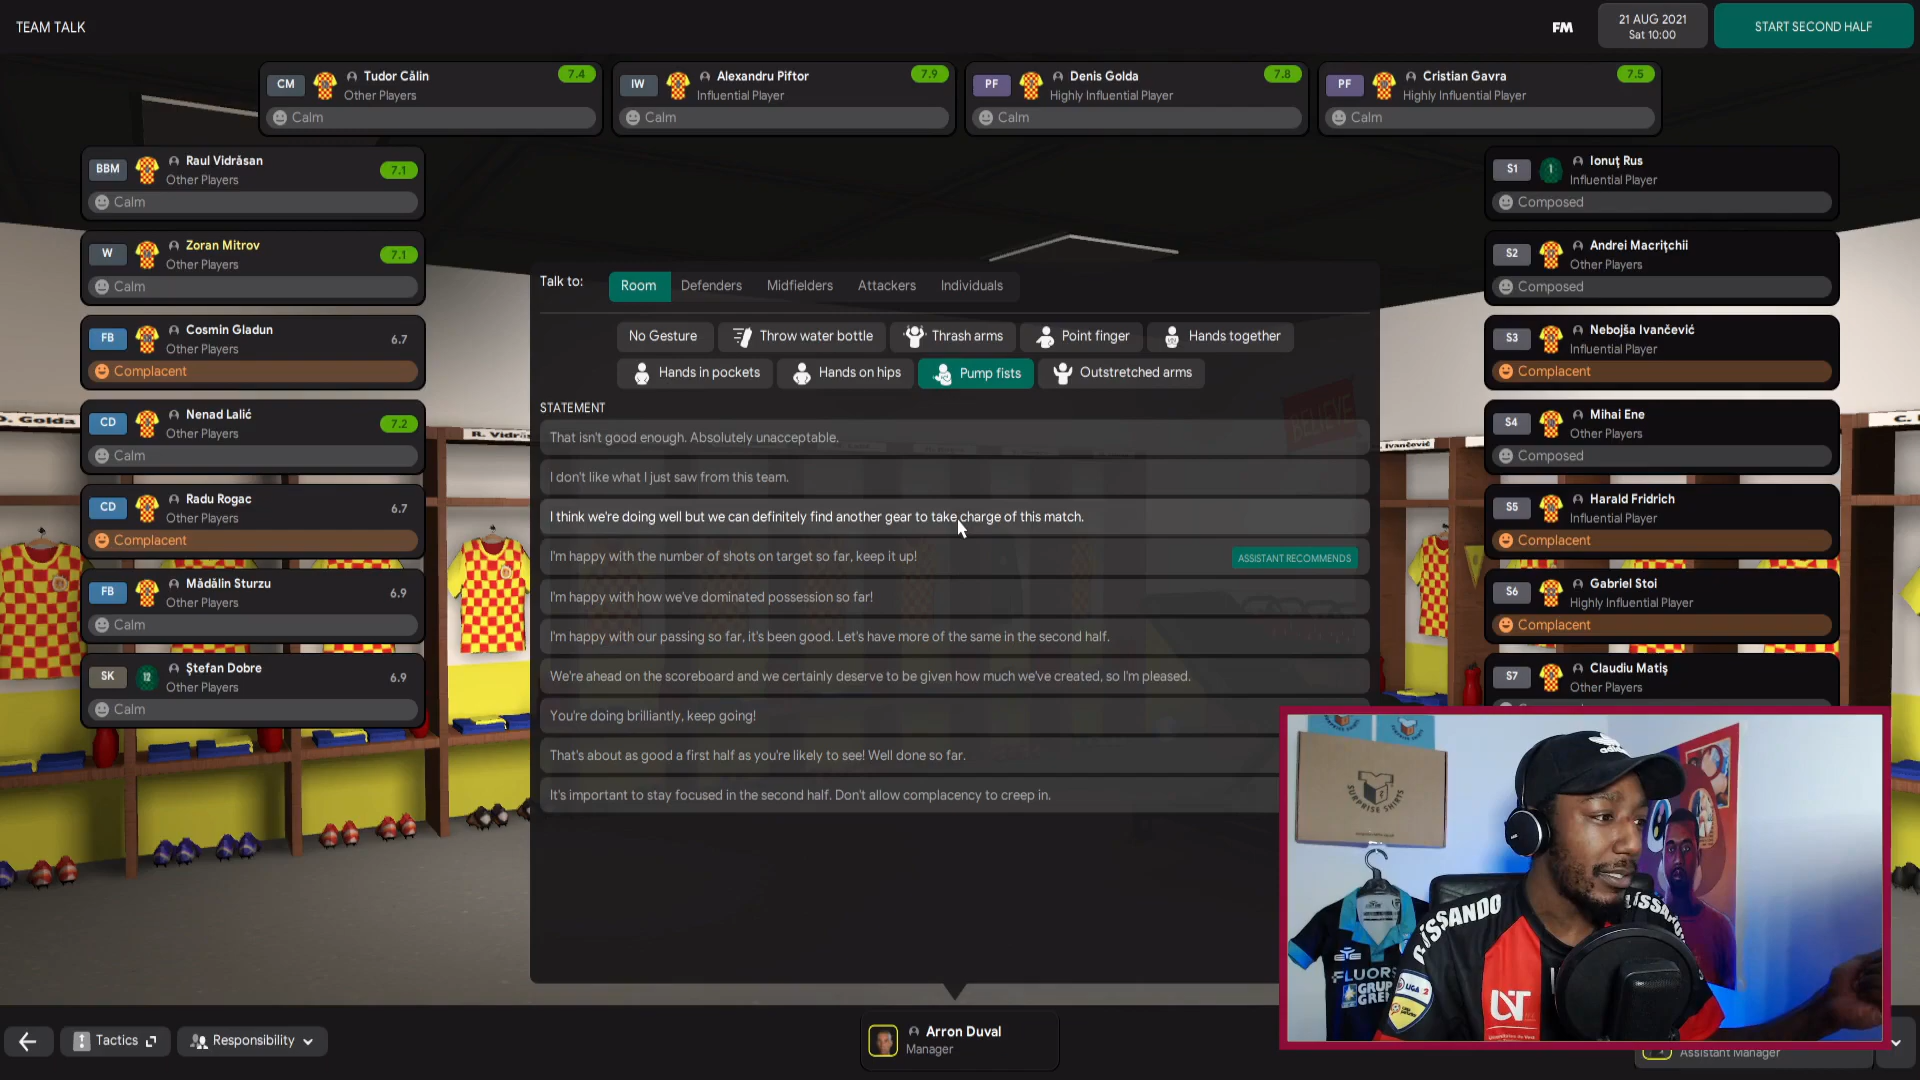 TEAM TALK
FM
21 AUG 2021
Sat 10:00
START SECOND HALF
CM
Tudor Călin
Other Players
7.4
Calm
IW
Alexandru Piftor
Influential Player
7.9
Calm
PF
Denis Golda
Highly Influential Player
7.8
Calm
PF
Cristian Gavra
Highly Influential Player
7.5
Calm
BBM
Raul Vidrăsan
Other Players
7.1
Calm
W
Zoran Mitrov
Other Players
7.1
Calm
FB
Cosmin Gladun
Other Players
6.7
Complacent
CD
Nenad Lalić
Other Players
7.2
Calm
CD
Radu Rogac
Other Players
6.7
Complacent
FB
Mădălin Sturzu
Other Players
6.9
Calm
SK
12
Ștefan Dobre
Other Players
6.9
Calm
Talk to:
Room
Defenders
Midfielders
Attackers
Individuals
No Gesture
Throw water bottle
Thrash arms
Point finger
Hands together
Hands in pockets
Hands on hips
Pump fists
Outstretched arms
STATEMENT
BELIEVE
That isn't good enough. Absolutely unacceptable.
I don't like what I just saw from this team.
I think we're doing well but we can definitely find another gear to take charge of this match.
I'm happy with the number of shots on target so far, keep it up!
ASSISTANT RECOMMENDS
I'm happy with how we've dominated possession so far!
I'm happy with our passing so far, it's been good. Let's have more of the same in the second half.
We're ahead on the scoreboard and we certainly deserve to be given how much we've created, so I'm pleased.
You're doing brilliantly, keep going!
That's about as good a first half as you're likely to see! Well done so far.
It's important to stay focused in the second half. Don't allow complacency to creep in.
S1
1
Ionuț Rus
Influential Player
Composed
S2
Andrei Macrițchii
Other Players
Composed
S3
Nebojša Ivančević
Influential Player
Complacent
S4
Mihai Ene
Other Players
Composed
S5
Harald Fridrich
Influential Player
Complacent
S6
Gabriel Stoi
Highly Influential Player
Complacent
S7
Claudiu Matiș
Other Players
D. Golda
R. Vidră
Ivančević
SURPRISE SHIRTS
adidas
FLUORS
GRUP
LIGA 2
UT
Tactics
Responsibility
Arron Duval
Manager
Assistant Manager